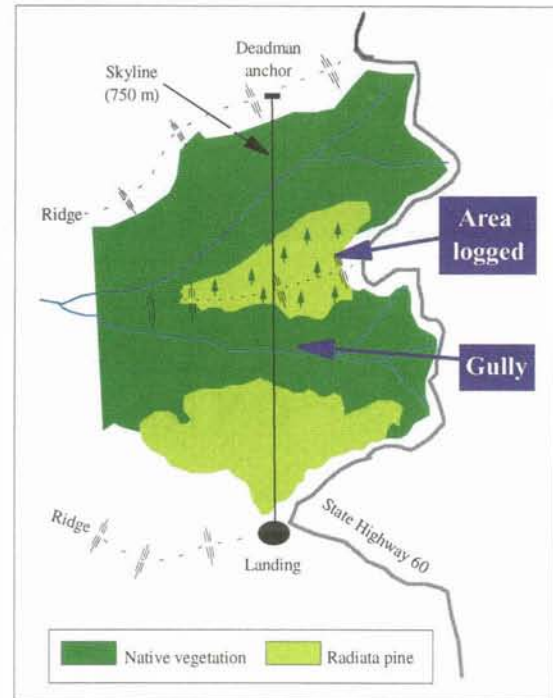 Deadman
anchor
Skyline
(750 m)
Ridge
Area
logged
Gully
Ridge
State Highway 60
Landing
Native vegetation
Radiata pine